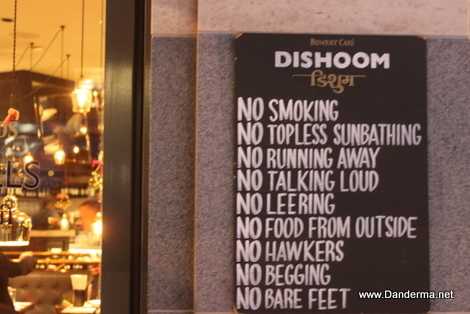 BOMBAY CAFÉ
DISHOOM
डिशुम
NO SMOKING
NO TOPLESS SUNBATHING
NO RUNNING AWAY
NO TALKING LOUD
NO LEERING
NO FOOD FROM OUTSIDE
NO HAWKERS
NO BEGGING
NO BARE FEET
www.Danderma.net